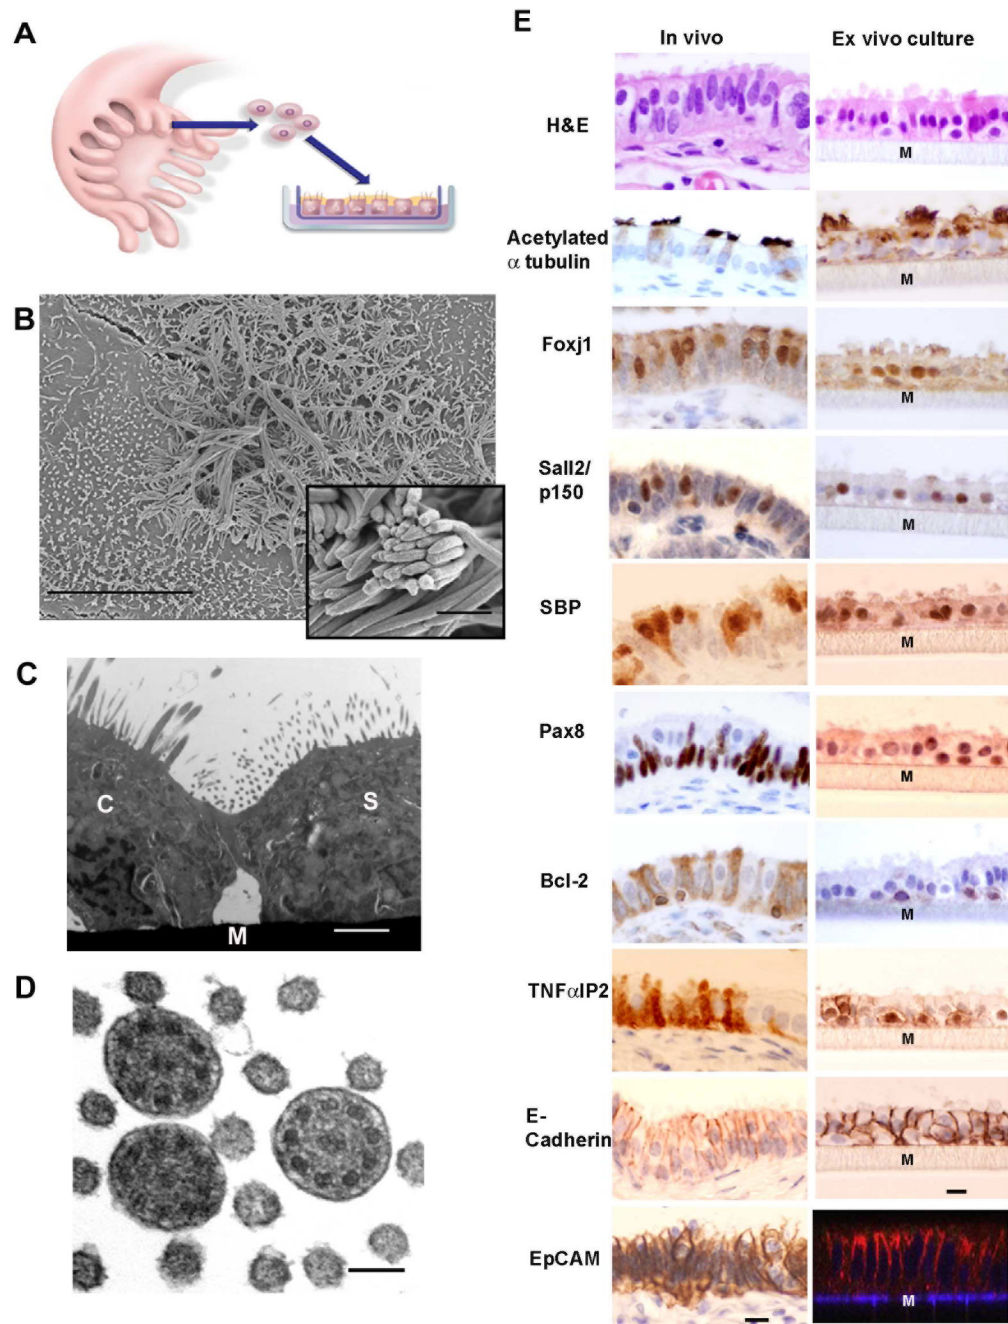 A
B
C
C
S
M
D
E
In vivo
Ex vivo culture
H&E
M
Acetylated
α tubulin
M
Foxj1
M
Sall2/
p150
M
SBP
M
Pax8
M
Bcl-2
M
TNFαIP2
M
E-
Cadherin
M
EpCAM
M